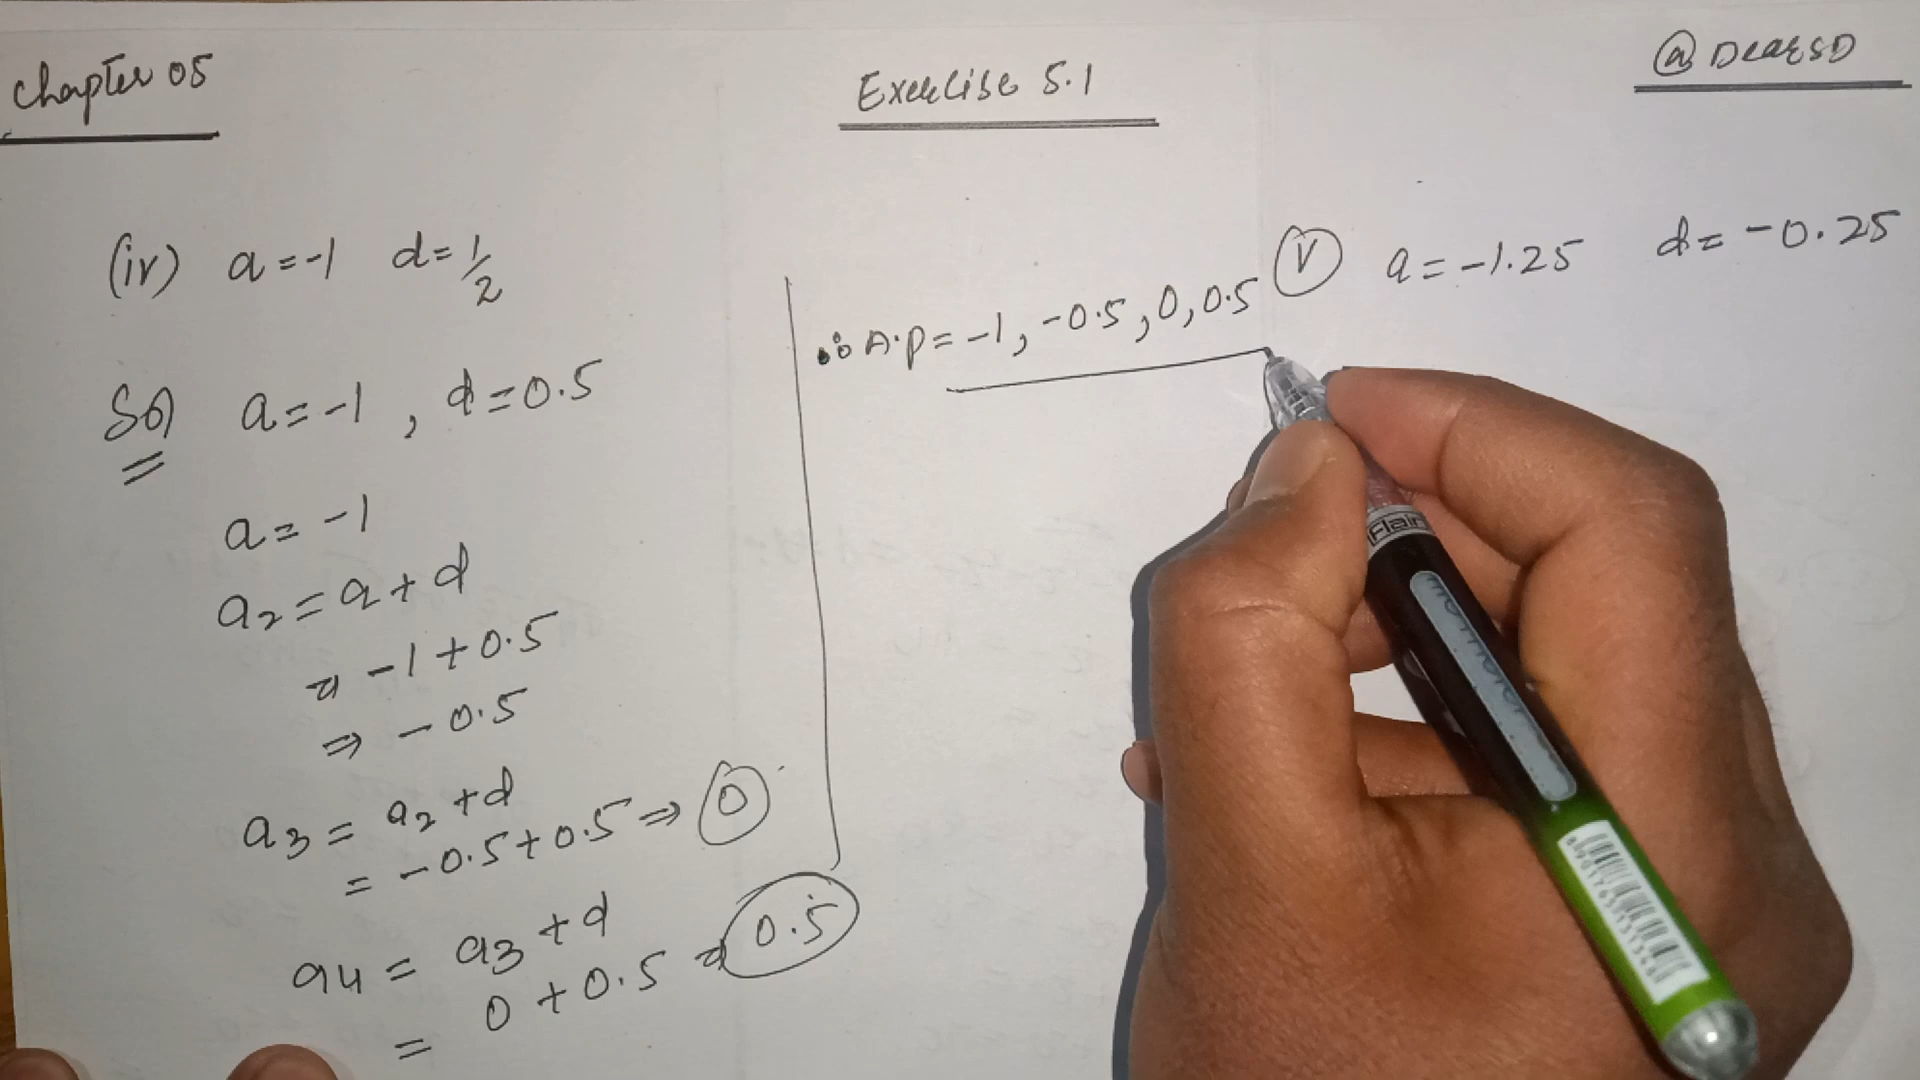 Chapter 05
Exercise 5.1
@DearSD
(iv) a = -1 d = 1/2
Sol a = -1 , d = 0.5
a = -1
a2 = a + d
⇒ -1 + 0.5
⇒ -0.5
a3 = a2 + d
= -0.5 + 0.5 ⇒ 0
a4 = a3 + d
= 0 + 0.5 ⇒ 0.5
∴ A.P = -1, -0.5, 0, 0.5
(V) a = -1.25 d = -0.25
Flair